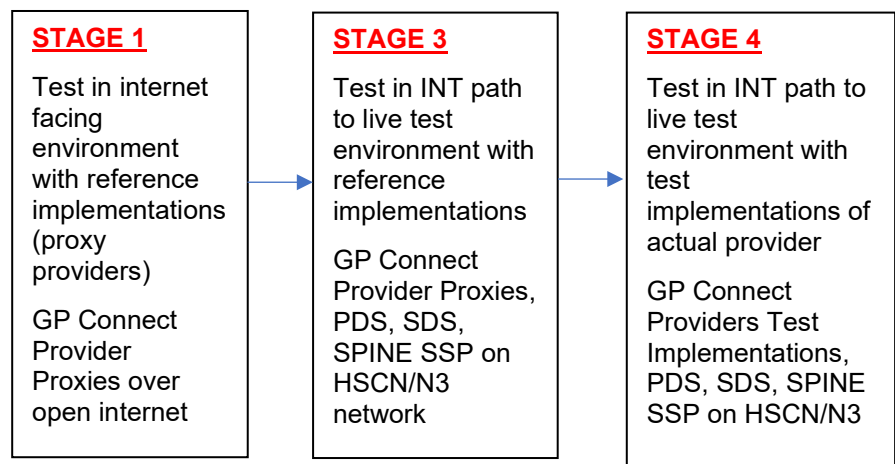 STAGE 1
Test in internet
facing
environment
with reference
implementations
(proxy
providers)
GP Connect
Provider
Proxies over
open internet
STAGE 3
Test in INT path
to live test
environment with
reference
implementations
GP Connect
Provider Proxies,
PDS, SDS,
SPINE SSP on
HSCN/N3
network
STAGE 4
Test in INT path to
live test
environment with
test
implementations of
actual provider
GP Connect
Providers Test
Implementations,
PDS, SDS, SPINE
SSP on HSCN/N3